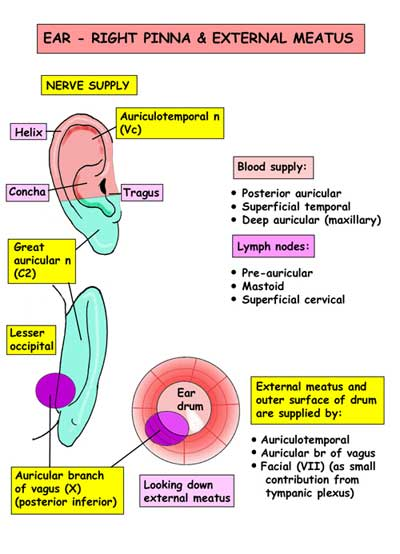 EAR - RIGHT PINNA & EXTERNAL MEATUS
NERVE SUPPLY
Auriculotemporal n
(Vc)
Helix
Concha
Tragus
Great
auricular n
(C2)
Lesser
occipital
Auricular branch
of vagus (X)
(posterior inferior)
Ear
drum
Looking down
external meatus
Blood supply:
• Posterior auricular
• Superficial temporal
• Deep auricular (maxillary)
Lymph nodes:
• Pre-auricular
• Mastoid
• Superficial cervical
External meatus and
outer surface of drum
are supplied by:
• Auriculotemporal
• Auricular br of vagus
• Facial (VII) (as small
contribution from
tympanic plexus)